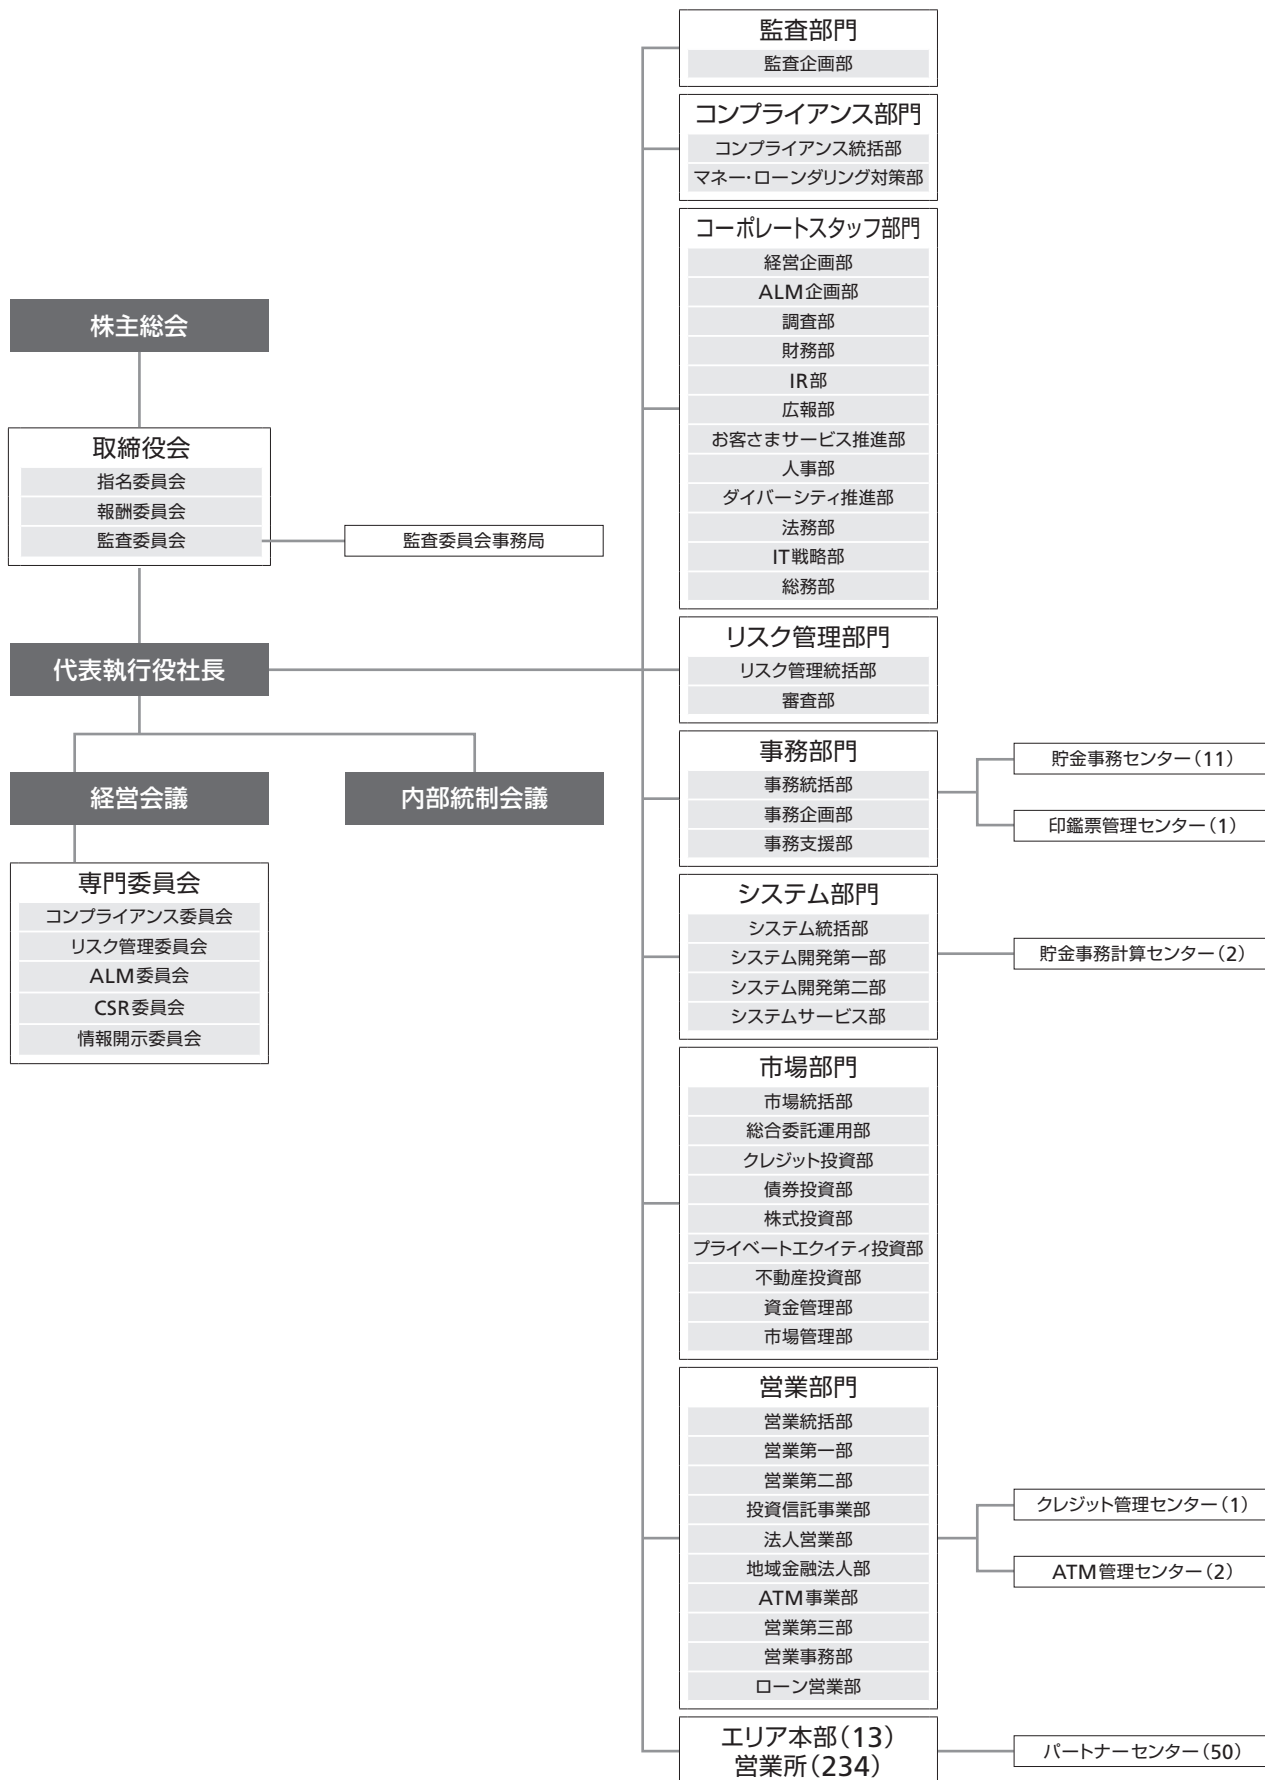 株主総会
取締役会
指名委員会
報酬委員会
監査委員会
監査委員会事務局
代表執行役社長
経営会議
内部統制会議
専門委員会
コンプライアンス委員会
リスク管理委員会
ALM委員会
CSR委員会
情報開示委員会
監査部門
監査企画部
コンプライアンス部門
コンプライアンス統括部
マネー・ローンダリング対策部
コーポレートスタッフ部門
経営企画部
ALM企画部
調査部
財務部
IR部
広報部
お客さまサービス推進部
人事部
ダイバーシティ推進部
法務部
IT戦略部
総務部
リスク管理部門
リスク管理統括部
審査部
事務部門
事務統括部
事務企画部
事務支援部
貯金事務センター(11)
印鑑票管理センター(1)
システム部門
システム統括部
システム開発第一部
システム開発第二部
システムサービス部
貯金事務計算センター(2)
市場部門
市場統括部
総合委託運用部
クレジット投資部
債券投資部
株式投資部
プライベートエクイティ投資部
不動産投資部
資金管理部
市場管理部
営業部門
営業統括部
営業第一部
営業第二部
投資信託事業部
法人営業部
地域金融法人部
ATM事業部
営業第三部
営業事務部
ローン営業部
クレジット管理センター(1)
ATM管理センター(2)
エリア本部(13)
営業所(234)
パートナーセンター(50)